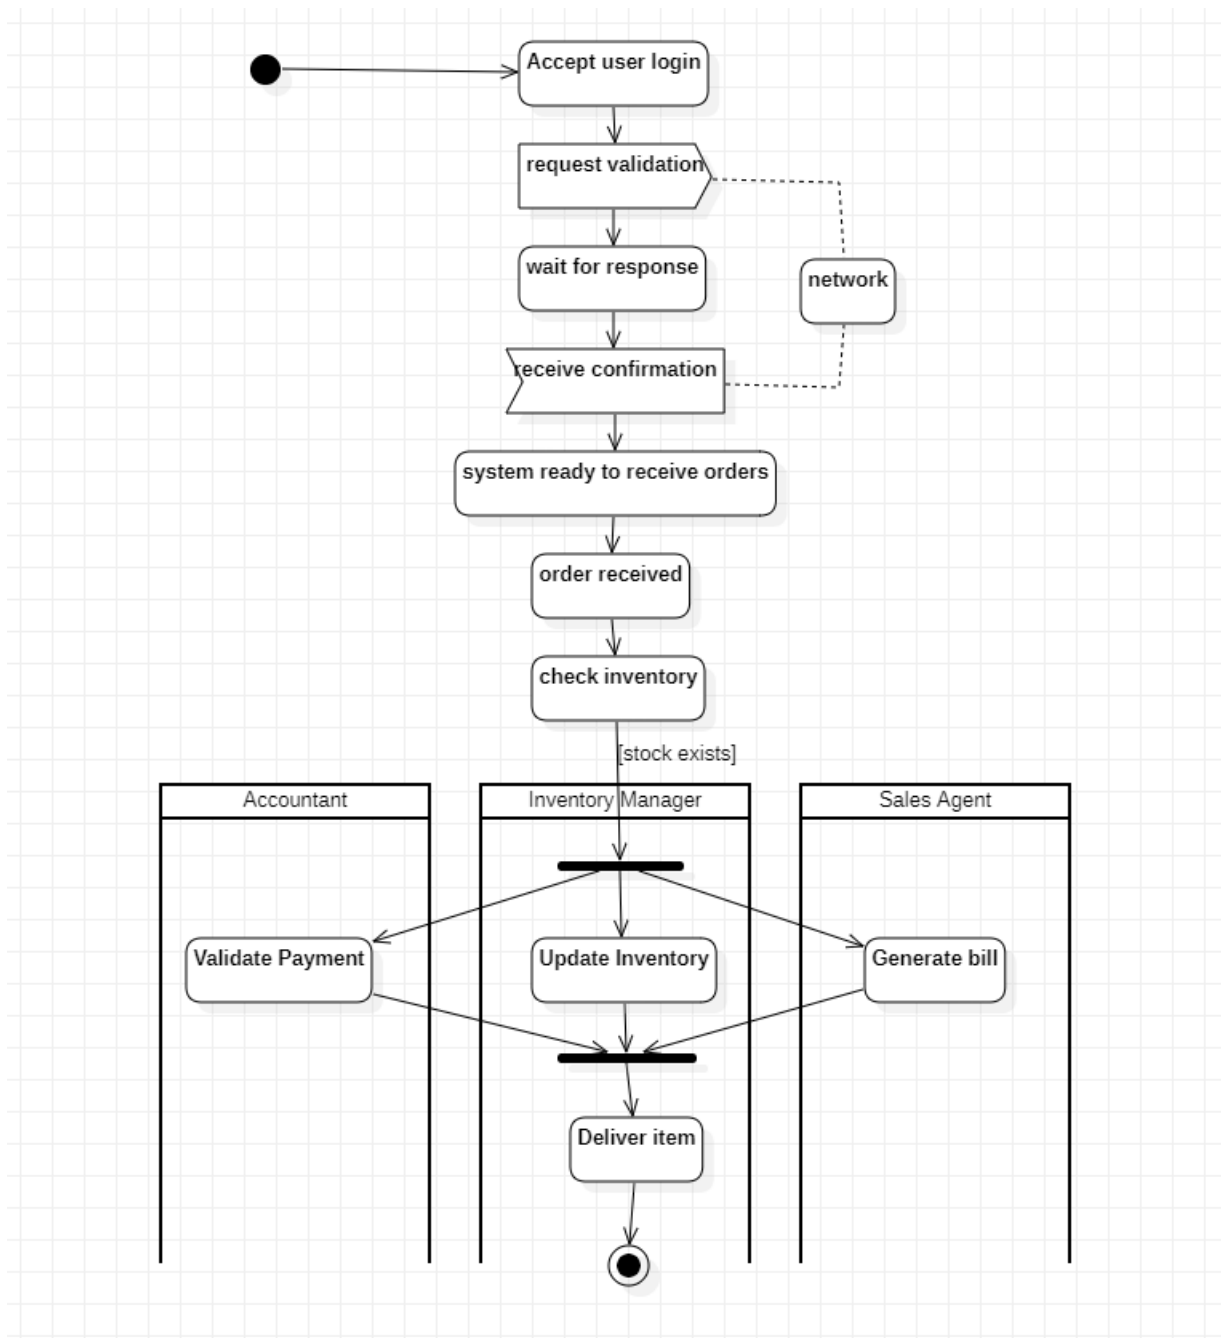 Accept user login
request validation
wait for response
network
receive confirmation
system ready to receive orders
order received
check inventory
[stock exists]
Accountant
Inventory Manager
Sales Agent
Validate Payment
Update Inventory
Generate bill
Deliver item